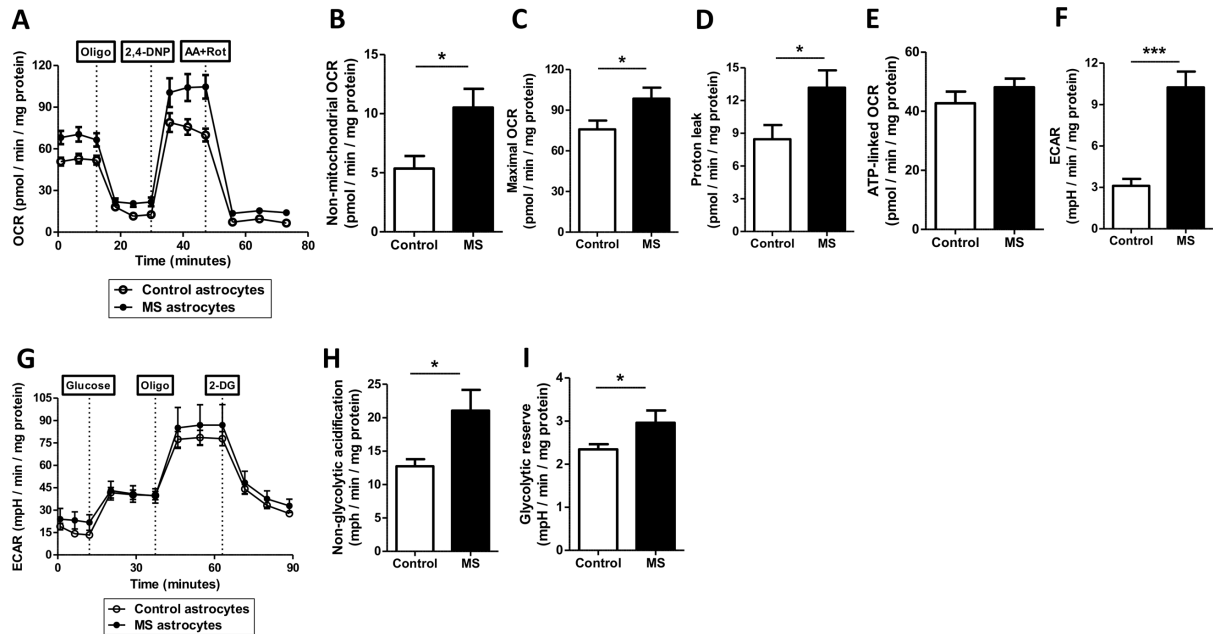 A
Oligo
2,4-DNP
AA+Rot
OCR (pmol / min / mg protein)
120
90
60
30
0
0
20
40
60
80
Time (minutes)
Control astrocytes
MS astrocytes
B
Non-mitochondrial OCR
(pmol / min / mg protein)
15
10
5
0
*
Control
MS
C
Maximal OCR
(pmol / min / mg protein)
120
90
60
30
0
*
Control
MS
D
Proton leak
(pmol / min / mg protein)
15
12
9
6
3
0
*
Control
MS
E
ATP-linked OCR
(pmol / min / mg protein)
60
40
20
0
Control
MS
F
ECAR
(mpH / min / mg protein)
12
9
6
3
0
***
Control
MS
G
Glucose
Oligo
2-DG
ECAR (mpH / min / mg protein)
105
90
75
60
45
30
15
0
0
30
60
90
Time (minutes)
Control astrocytes
MS astrocytes
H
Non-glycolytic acidification
(mph / min / mg protein)
25
20
15
10
5
0
*
Control
MS
I
Glycolytic reserve
(mpH / min / mg protein)
4
3
2
1
0
*
Control
MS